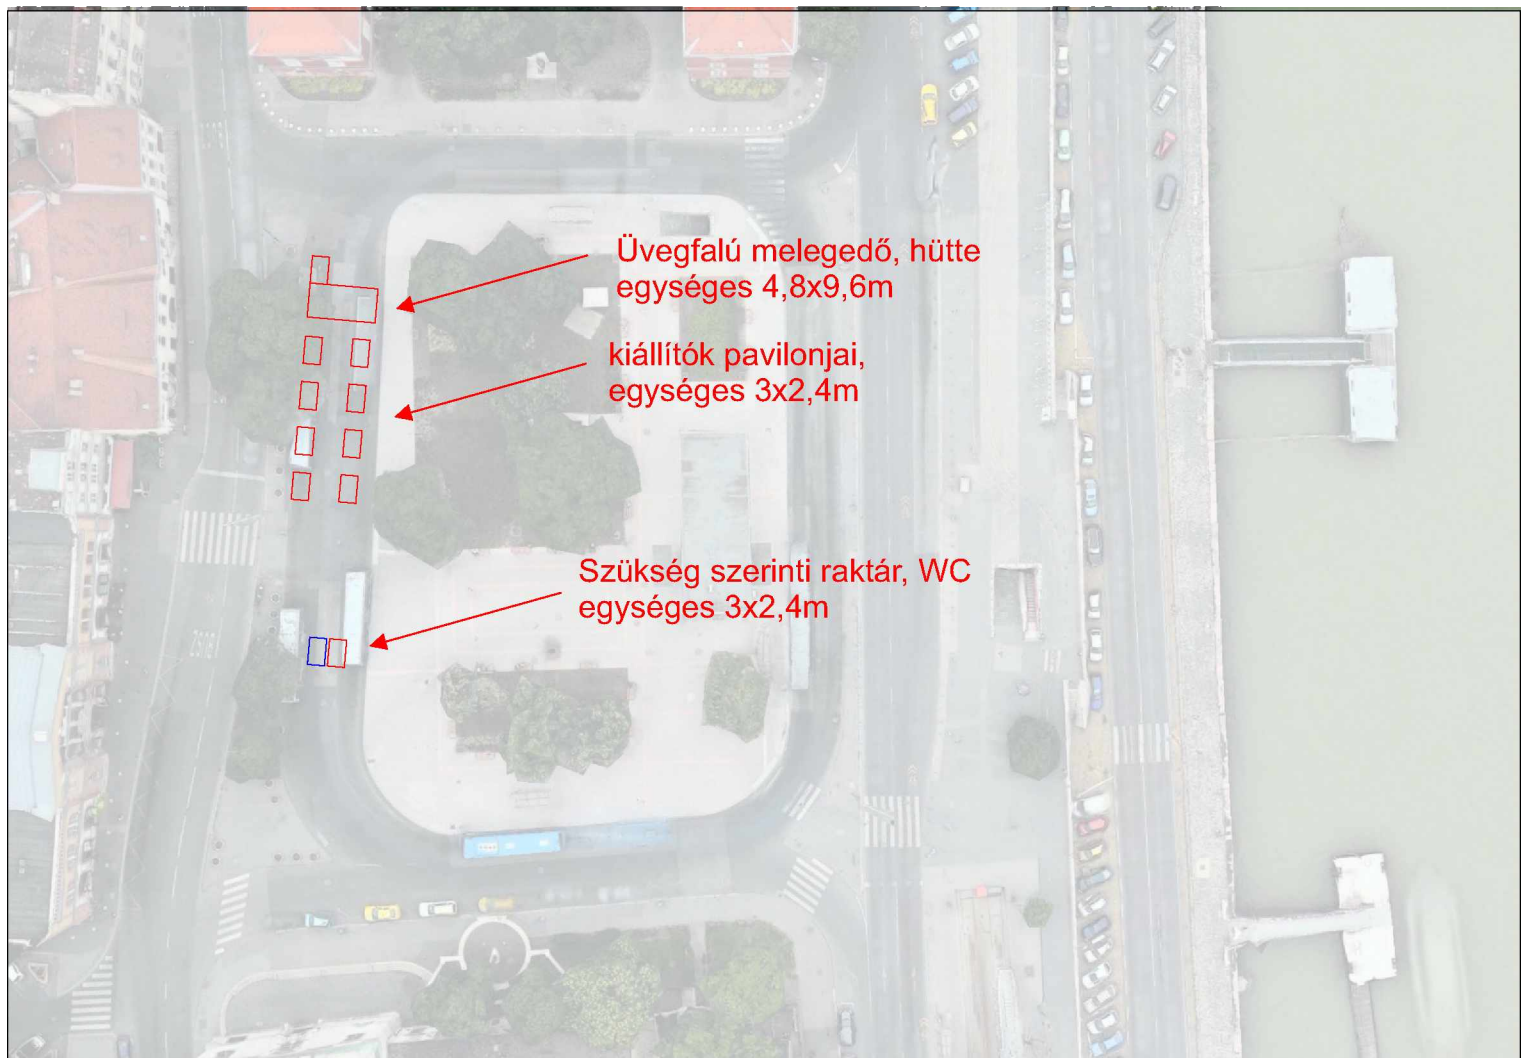 Üvegfalú melegedő, hütte
egységes 4,8x9,6m
kiállítók pavilonjai,
egységes 3x2,4m
Szükség szerinti raktár, WC
egységes 3x2,4m